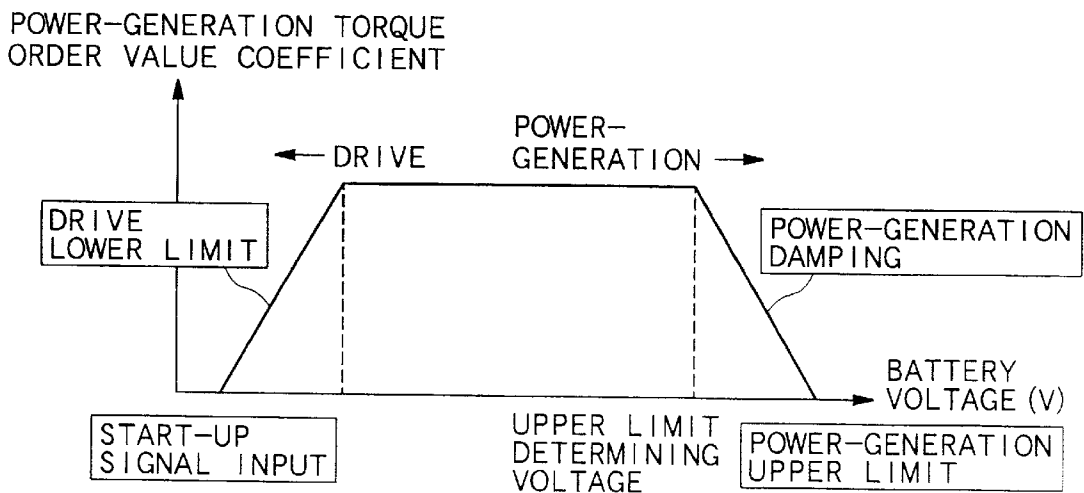 POWER-GENERATION TORQUE
ORDER VALUE COEFFICIENT
DRIVE
POWER-
GENERATION
DRIVE
LOWER LIMIT
POWER-GENERATION
DAMPING
BATTERY
VOLTAGE (V)
START-UP
SIGNAL INPUT
UPPER LIMIT
DETERMINING
VOLTAGE
POWER-GENERATION
UPPER LIMIT